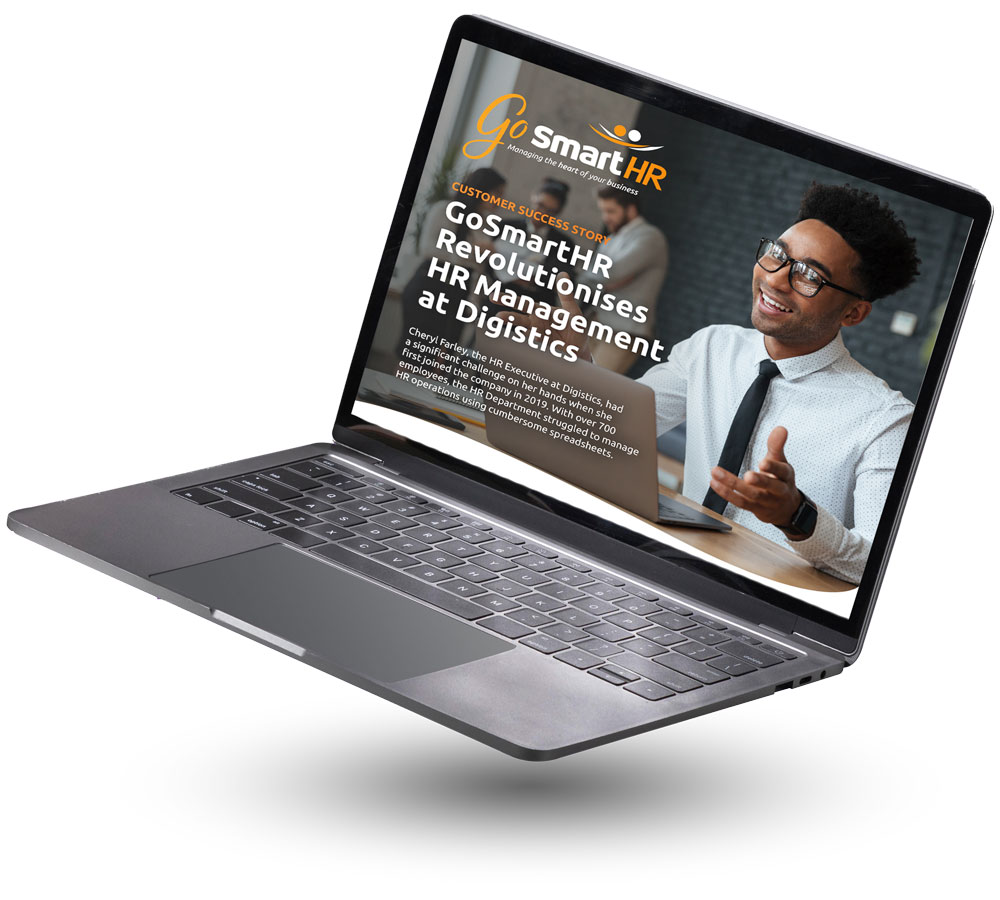 Go Smart HR
Managing the heart of your business
CUSTOMER SUCCESS STORY
GoSmartHR
Revolutionises
HR Management
at Digistics
Cheryl Farley, the HR Executive at Digistics, had
a significant challenge on her hands when she
first joined the company in 2019. With over 700
employees, the HR Department struggled to manage
HR operations using cumbersome spreadsheets.